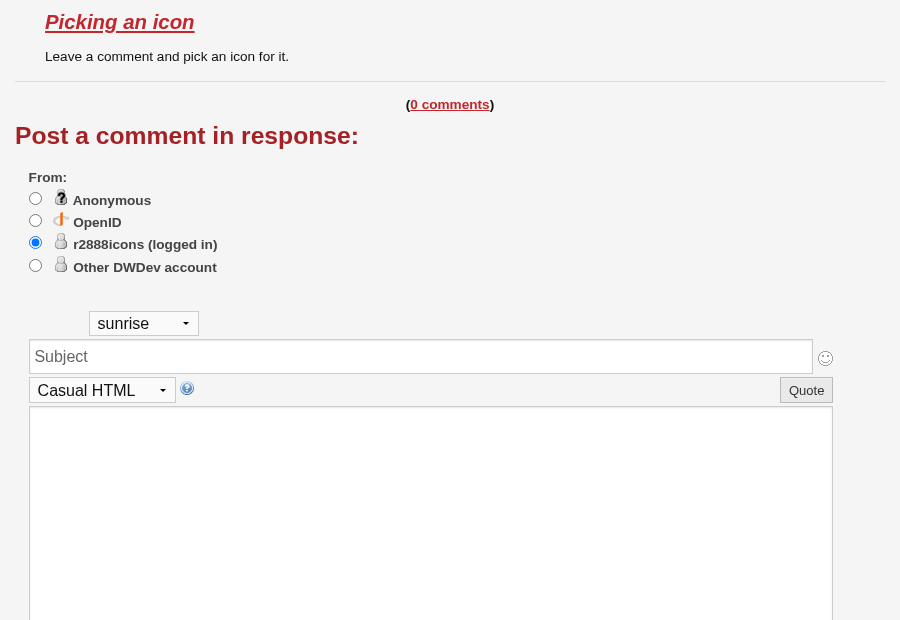 Picking an icon
Leave a comment and pick an icon for it.
(0 comments)
Post a comment in response:
From:
Anonymous
OpenID
r2888icons (logged in)
Other DWDev account
sunrise
Subject
Casual HTML
Quote